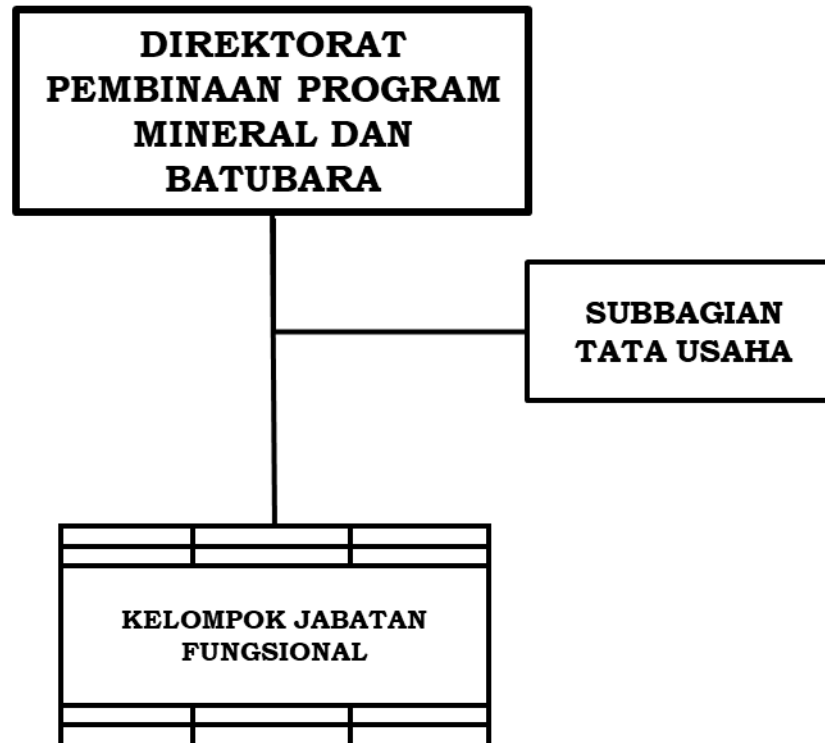 DIREKTORAT
PEMBINAAN PROGRAM
MINERAL DAN
BATUBARA
SUBBAGIAN
TATA USAHA
KELOMPOK JABATAN
FUNGSIONAL